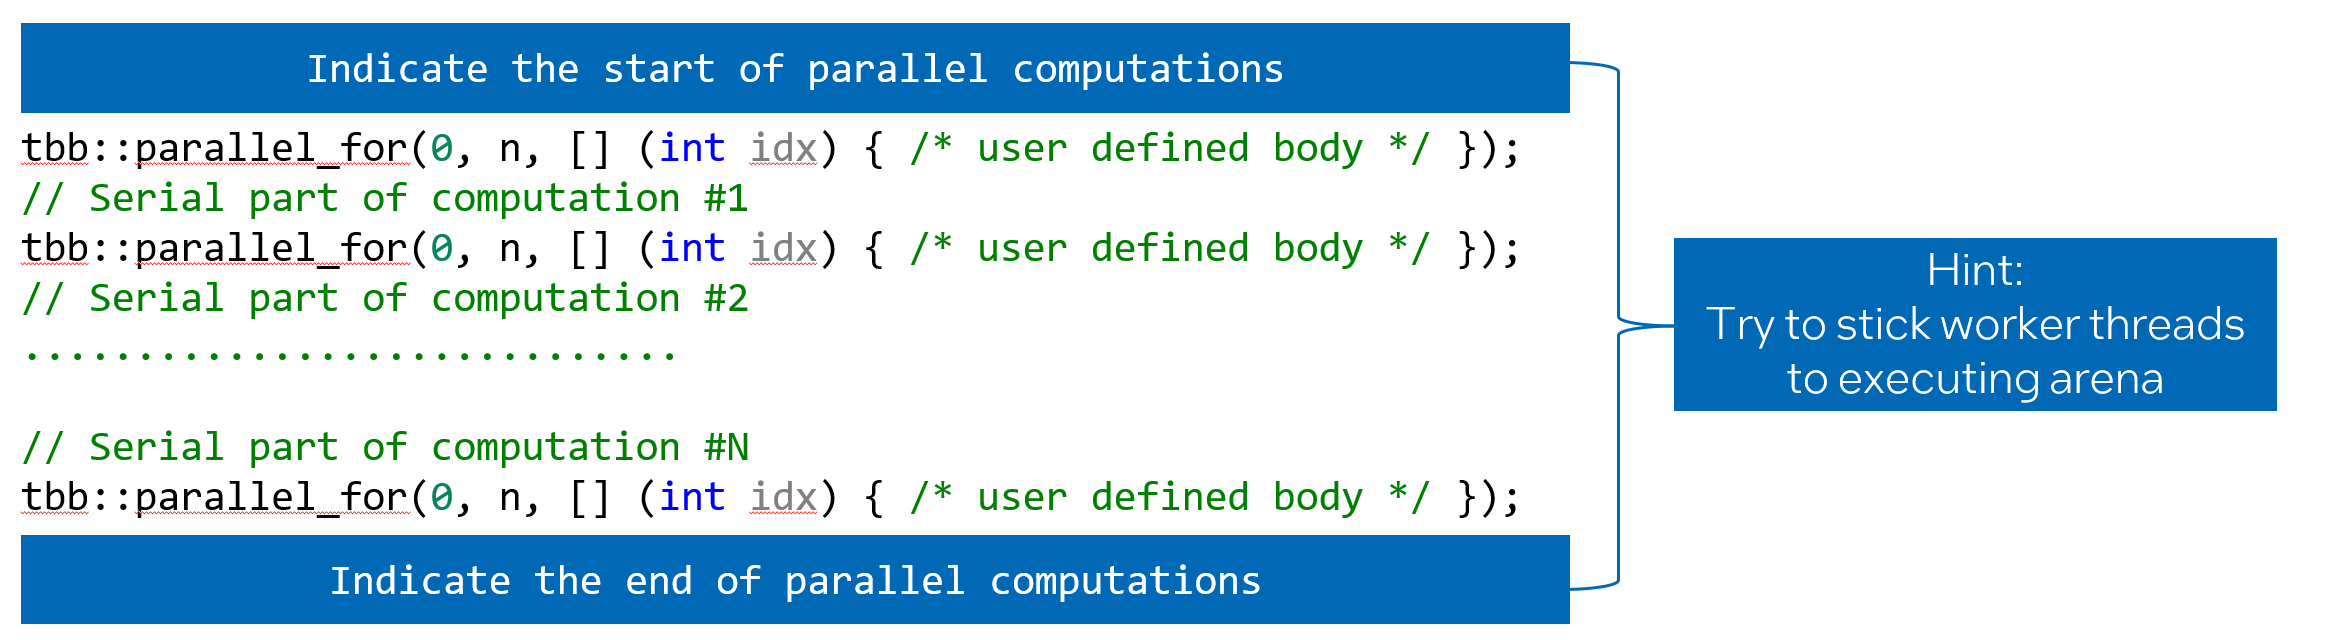 Indicate the start of parallel computations
tbb::parallel_for(0, n, [] (int idx) { /* user defined body */ });
// Serial part of computation #1
tbb::parallel_for(0, n, [] (int idx) { /* user defined body */ });
// Serial part of computation #2
.............................
Hint:
Try to stick worker threads
to executing arena
// Serial part of computation #N
tbb::parallel_for(0, n, [] (int idx) { /* user defined body */ });
Indicate the end of parallel computations